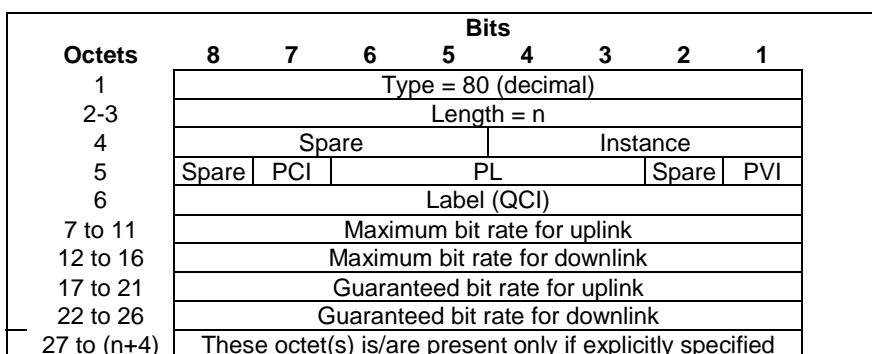 Bits
Octets 8 7 6 5 4 3 2 1
1 Type = 80 (decimal)
2-3 Length = n
4 Spare Instance
5 Spare PCI PL Spare PVI
6 Label (QCI)
7 to 11 Maximum bit rate for uplink
12 to 16 Maximum bit rate for downlink
17 to 21 Guaranteed bit rate for uplink
22 to 26 Guaranteed bit rate for downlink
27 to (n+4) These octet(s) is/are present only if explicitly specified